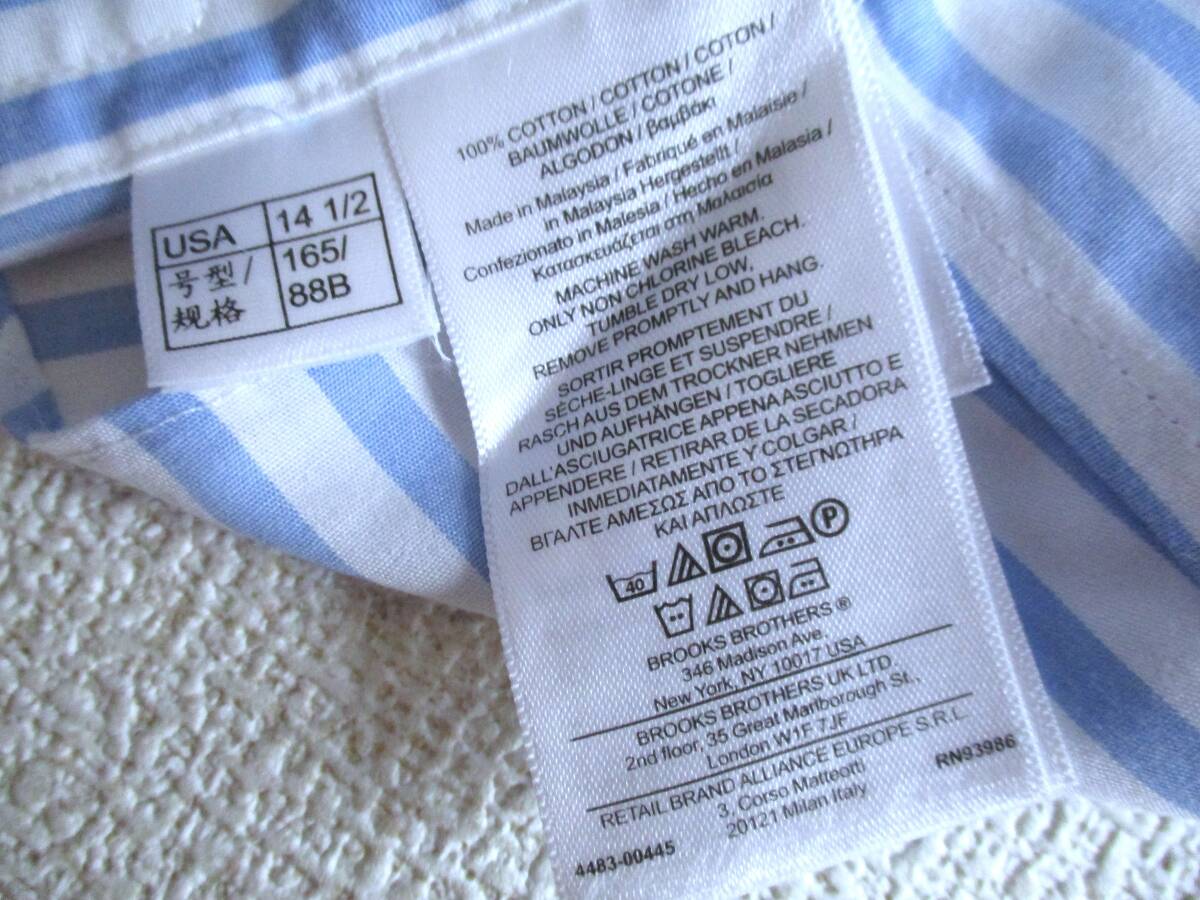 USA 14 1/2
号型/ 165/
规格 88B
100% COTTON / COTTON / COTON /
BAUMWOLLE / COTONE /
ALGODON / βαμβάκι
Made in Malaysia / Fabriqué en Malaisie /
in Malaysia Hergestellt /
Confezionato in Malesia / Hecho en Malasia /
Κατασκευάζεται στη Μαλαισία
MACHINE WASH WARM.
ONLY NON CHLORINE BLEACH.
TUMBLE DRY LOW.
REMOVE PROMPTLY AND HANG.
SORTIR PROMPTEMENT DU
SÈCHE-LINGE ET SUSPENDRE /
RASCH AUS DEM TROCKNER NEHMEN
UND AUFHÄNGEN / TOGLIERE
DALL'ASCIUGATRICE APPENA ASCIUTTO E
APPENDERE / RETIRAR DE LA SECADORA
INMEDIATAMENTE Y COLGAR /
ΒΓΑΛΤΕ ΑΜΕΣΩΣ ΑΠΟ ΤΟ ΣΤΕΓΝΩΤΗΡΑ
ΚΑΙ ΑΠΛΩΣΤΕ
40 P
BROOKS BROTHERS ®
346 Madison Ave.
New York, NY 10017 USA
BROOKS BROTHERS UK LTD.
2nd floor, 35 Great Marlborough St.,
London W1F 7JF
RETAIL BRAND ALLIANCE EUROPE S.R.L.
3, Corso Matteotti
20121 Milan Italy
RN93986
4483-00445